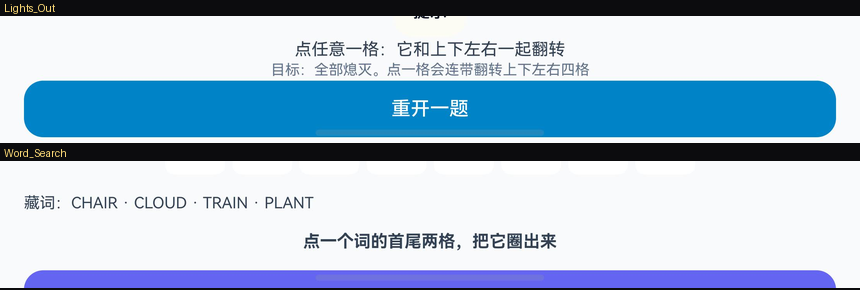 Lights_Out
点任意一格：它和上下左右一起翻转
目标：全部熄灭。点一格会连带翻转上下左右四格
重开一题
Word_Search
藏词：CHAIR · CLOUD · TRAIN · PLANT
点一个词的首尾两格，把它圈出来